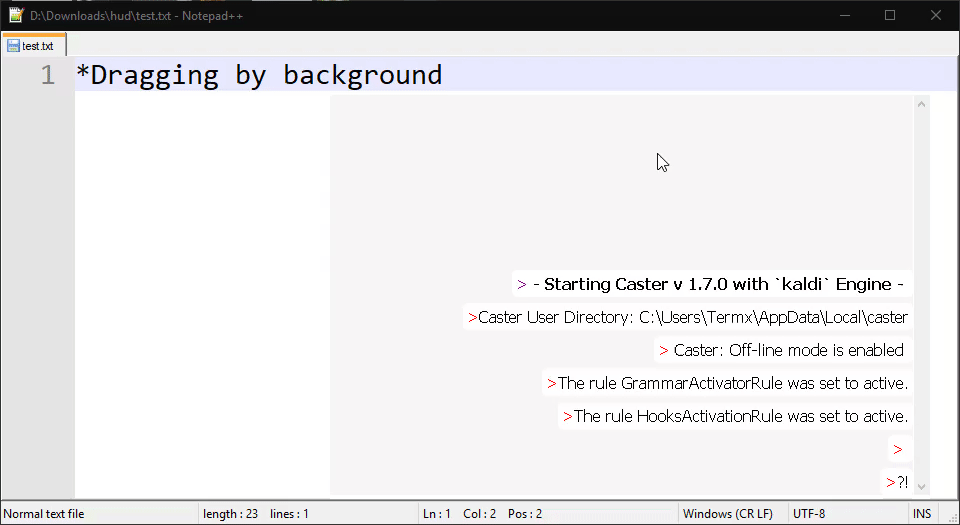 D:\Downloads\hud\test.txt - Notepad++
test.txt
1 *Dragging by background
> - Starting Caster v 1.7.0 with `kaldi` Engine -
>Caster User Directory: C:\Users\Termx\AppData\Local\caster
> Caster: Off-line mode is enabled
>The rule GrammarActivatorRule was set to active.
>The rule HooksActivationRule was set to active.
>
>?!
Normal text file length : 23 lines : 1 Ln : 1 Col : 2 Pos : 2 Windows (CR LF) UTF-8 INS